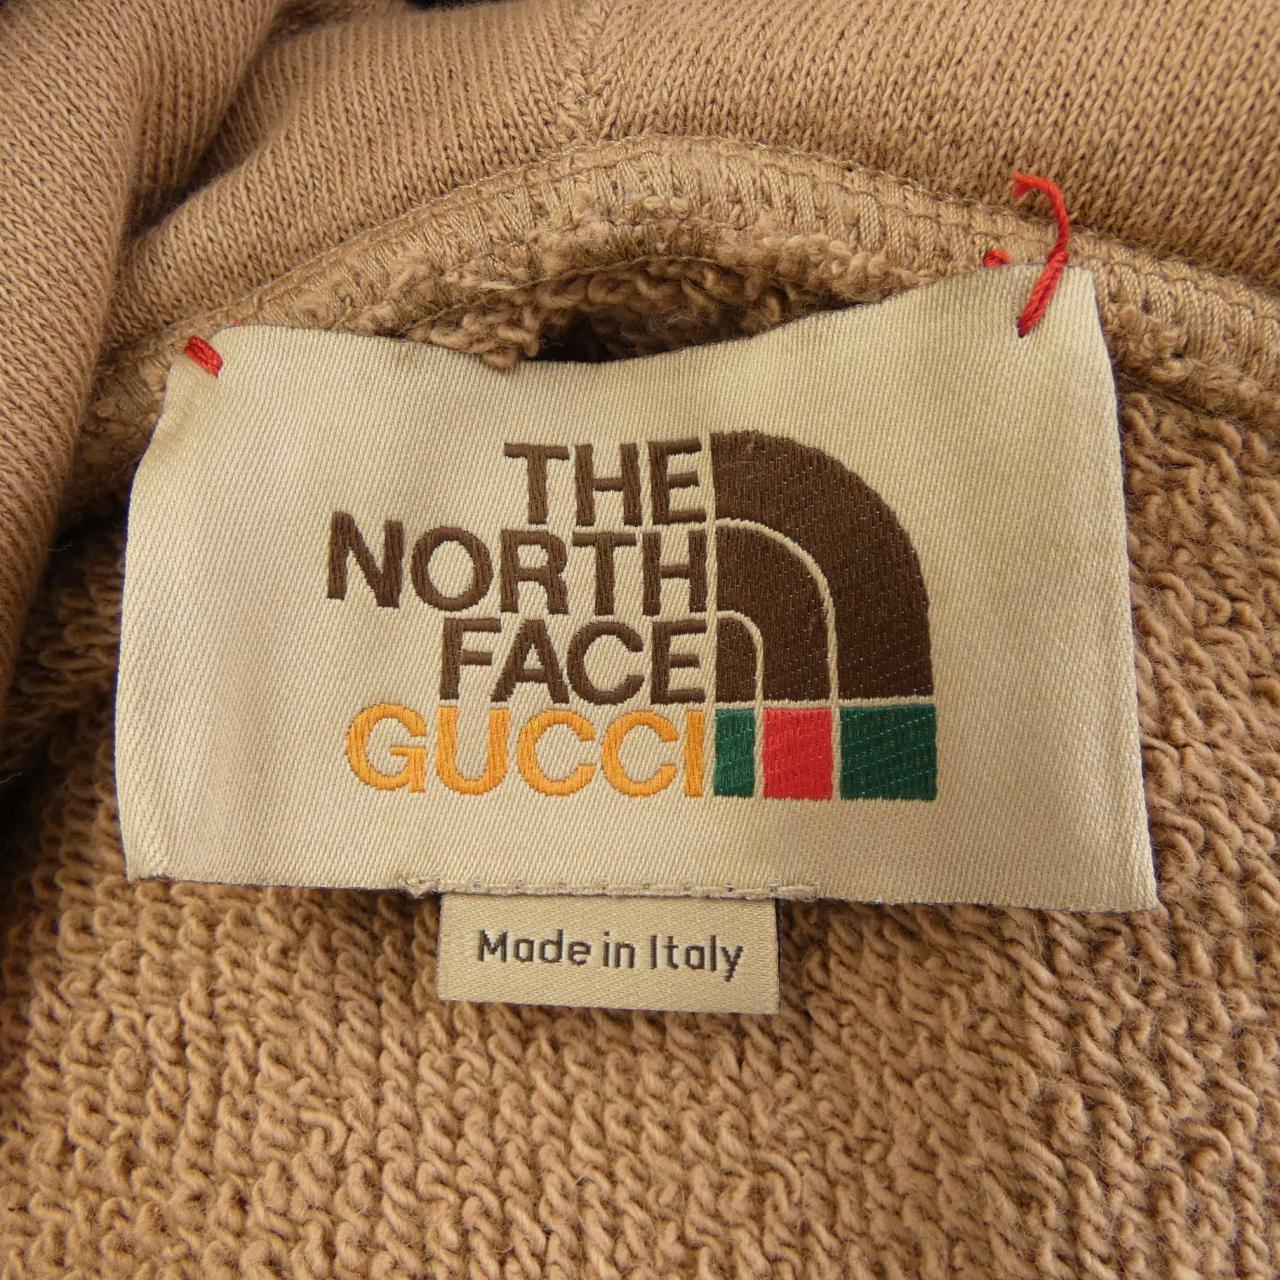 THE
NORTH
FACE
GUCCI
Made in Italy